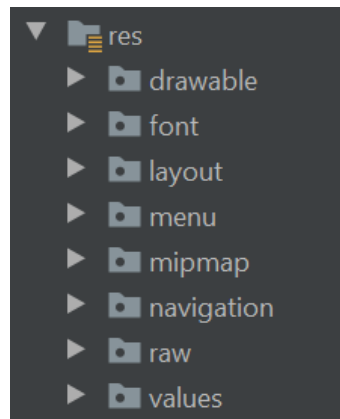 res
drawable
font
layout
menu
mipmap
navigation
raw
values